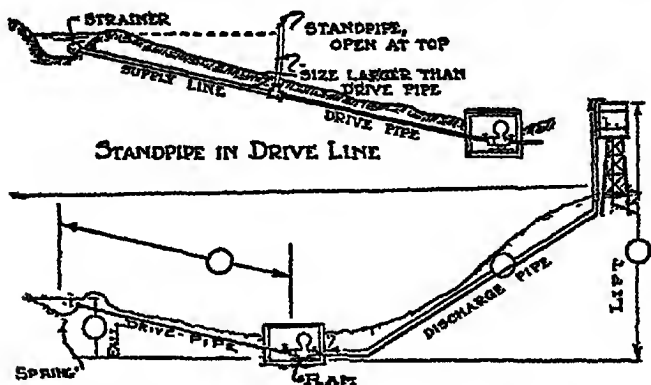 STRAINER
STANDPIPE,
OPEN AT TOP
SIZE LARGER THAN
DRIVE PIPE
SUPPLY LINE
DRIVE PIPE
STANDPIPE IN DRIVE LINE
LIFT
DISCHARGE PIPE
DRIVE-PIPE
FALL
SPRING
RAM